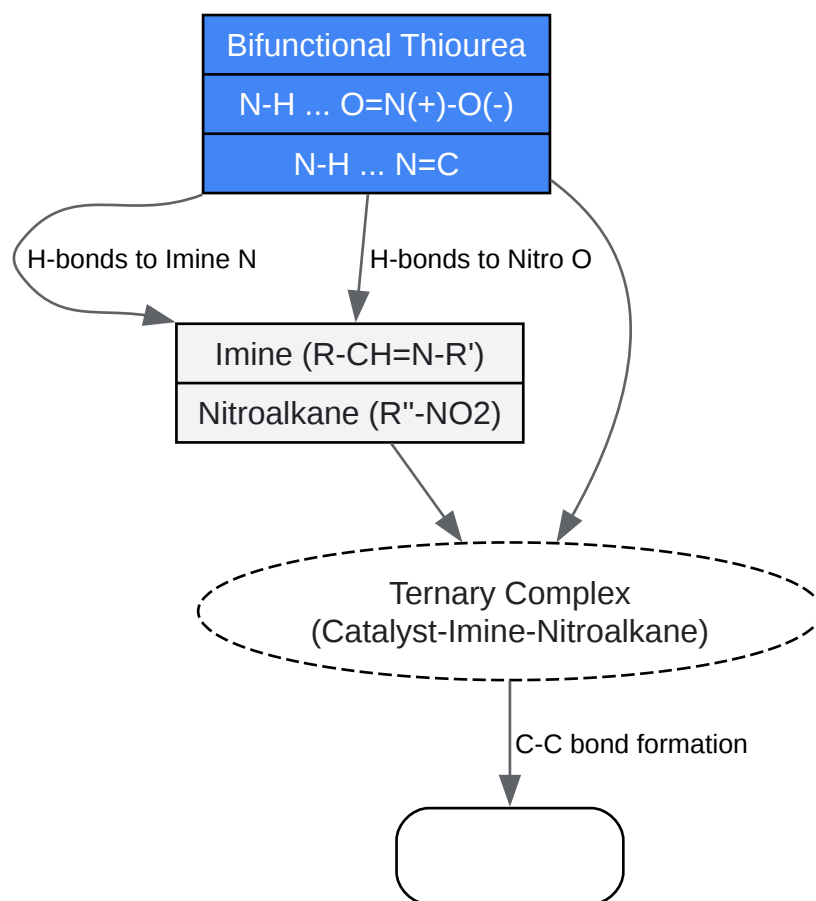 Bifunctional Thiourea
N-H ... O=N(+)-O(-)
N-H ... N=C
H-bonds to Imine N
H-bonds to Nitro O
Imine (R-CH=N-R')
Nitroalkane (R''-NO2)
Ternary Complex
(Catalyst-Imine-Nitroalkane)
C-C bond formation